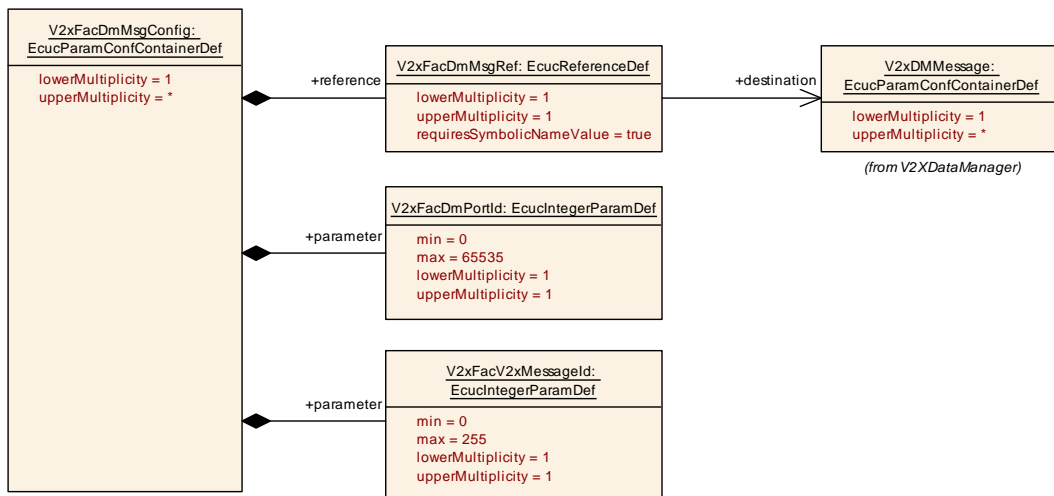 V2xFacDmMsgConfig:
EcucParamConfContainerDef
lowerMultiplicity = 1
upperMultiplicity = *
+reference
V2xFacDmMsgRef: EcucReferenceDef
lowerMultiplicity = 1
upperMultiplicity = 1
requiresSymbolicNameValue = true
+destination
V2xDMMessage:
EcucParamConfContainerDef
lowerMultiplicity = 1
upperMultiplicity = *
(from V2XDataManager)
+parameter
V2xFacDmPortId: EcucIntegerParamDef
min = 0
max = 65535
lowerMultiplicity = 1
upperMultiplicity = 1
+parameter
V2xFacV2xMessageId:
EcucIntegerParamDef
min = 0
max = 255
lowerMultiplicity = 1
upperMultiplicity = 1